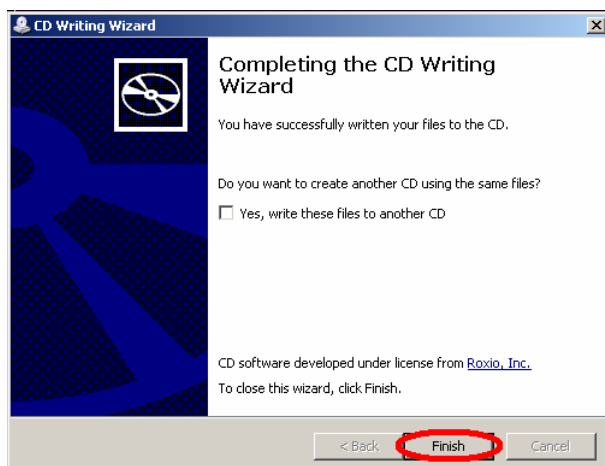 CD Writing Wizard
Completing the CD Writing
Wizard
You have successfully written your files to the CD.
Do you want to create another CD using the same files?
Yes, write these files to another CD
CD software developed under license from Roxio, Inc.
To close this wizard, click Finish.
< Back Finish Cancel